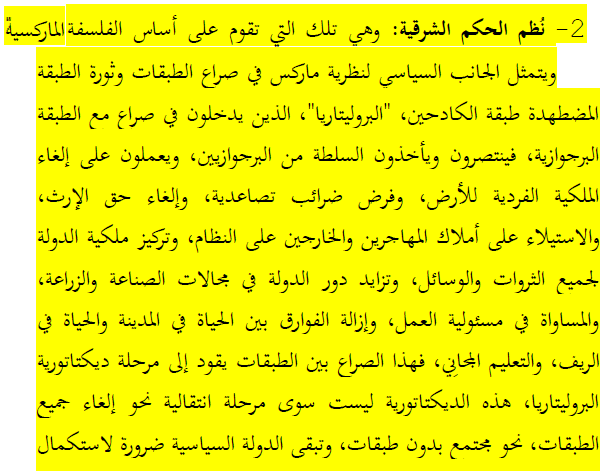 2- نُظم الحكم الشرقية: وهي تلك التي تقوم على أساس الفلسفة الماركسية
ويتمثل الجانب السياسي لنظرية ماركس في صراع الطبقات وثورة الطبقة
المضطهدة طبقة الكادحين، "البروليتاريا"، الذين يدخلون في صراع مع الطبقة
البرجوازية، فينتصرون ويأخذون السلطة من البرجوازيين، ويعملون على إلغاء
الملكية الفردية للأرض، وفرض ضرائب تصاعدية، وإلغاء حق الإرث،
والاستيلاء على أملاك المهاجرين والخارجين على النظام، وتركيز ملكية الدولة
لجميع الثروات والوسائل، وتزايد دور الدولة في مجالات الصناعة والزراعة،
والمساواة في مسئولية العمل، وإزالة الفوارق بين الحياة في المدينة والحياة في
الريف، والتعليم المجانِي، فهذا الصراع بين الطبقات يقود إلى مرحلة ديكتاتورية
البروليتاريا، هذه الديكتاتورية ليست سوى مرحلة انتقالية نحو إلغاء جميع
الطبقات، نحو مجتمع بدون طبقات، وتبقى الدولة السياسية ضرورة لاستكمال